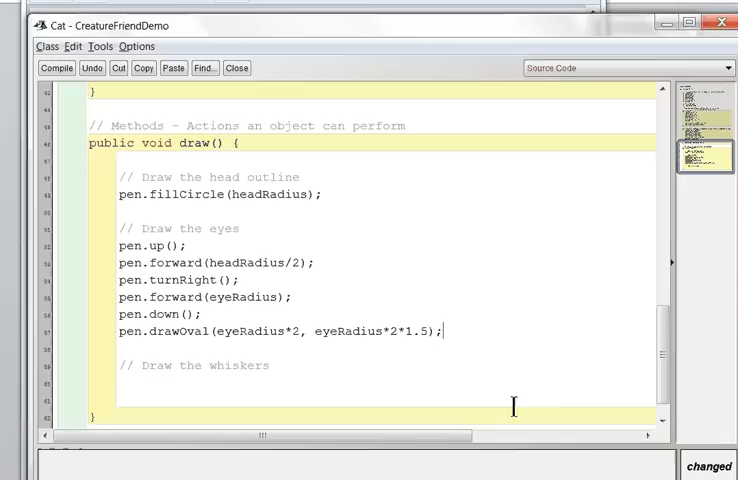 Cat - CreatureFriendDemo
Class Edit Tools Options
Compile Undo Cut Copy Paste Find... Close Source Code
}
// Methods - Actions an object can perform
public void draw() {
// Draw the head outline
pen.fillCircle(headRadius);
// Draw the eyes
pen.up();
pen.forward(headRadius/2);
pen.turnRight();
pen.forward(eyeRadius);
pen.down();
pen.drawOval(eyeRadius*2, eyeRadius*2*1.5);
// Draw the whiskers
}
changed